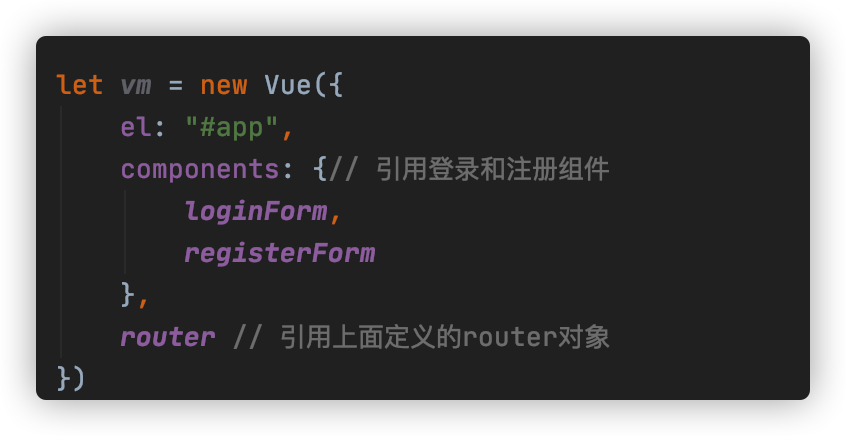 let vm = new Vue({
    el: "#app",
    components: {// 引用登录和注册组件
        loginForm,
        registerForm
    },
    router // 引用上面定义的router对象
})